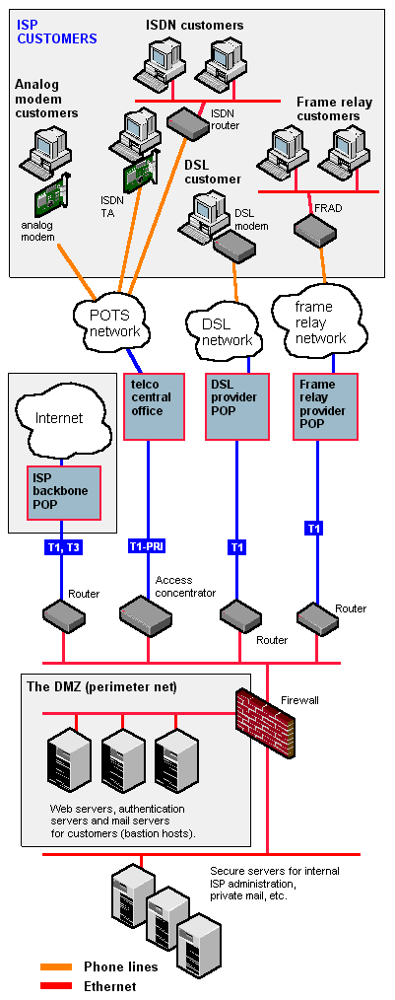 ISP
CUSTOMERS
ISDN customers
Analog
modem
customers
ISDN
router
Frame relay
customers
ISDN
TA
DSL
customer
analog
modem
DSL
modem
FRAD
POTS
network
DSL
network
frame
relay
network
Internet
telco
central
office
DSL
provider
POP
Frame
relay
provider
POP
ISP
backbone
POP
T1, T3
T1-PRI
T1
T1
Router
Access
concentrator
Router
Router
The DMZ (perimeter net)
Firewall
Web servers, authentication
servers and mail servers
for customers (bastion hosts).
Secure servers for internal
ISP administration,
private mail, etc.
Phone lines
Ethernet